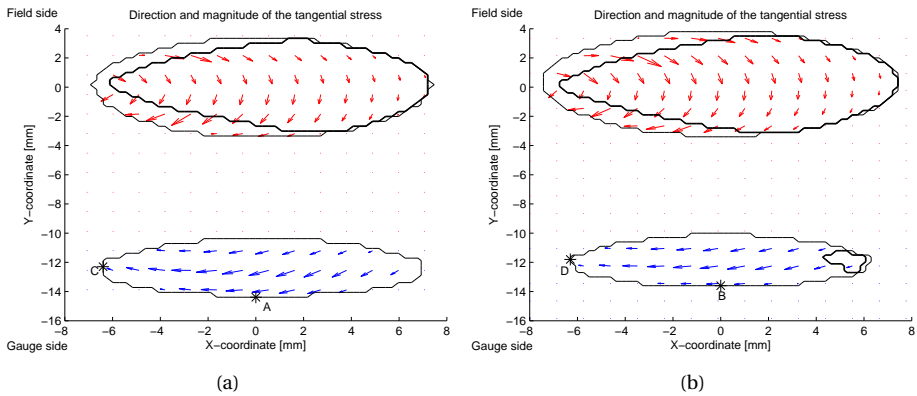 Field side
Direction and magnitude of the tangential stress
4
2
0
−2
−4
−6
−8
−10
−12
−14
−16
Y−coordinate [mm]
C
A
−8
−6
−4
−2
0
2
4
6
8
Gauge side
X−coordinate [mm]
(a)
Field side
Direction and magnitude of the tangential stress
4
2
0
−2
−4
−6
−8
−10
−12
−14
−16
Y−coordinate [mm]
D
B
−8
−6
−4
−2
0
2
4
6
8
Gauge side
X−coordinate [mm]
(b)